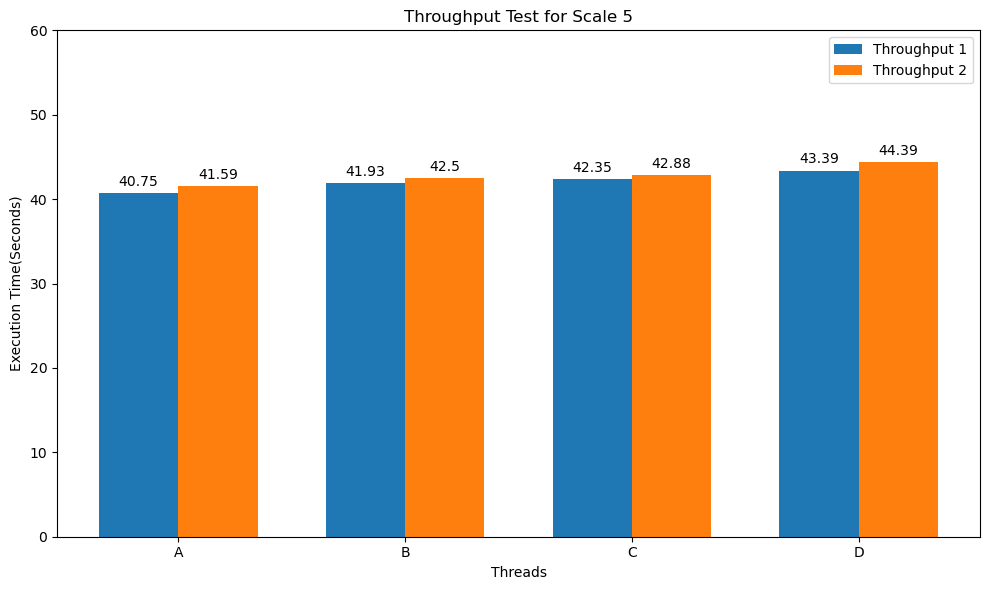 Throughput Test for Scale 5
Throughput 1
Throughput 2
Execution Time(Seconds)
60
50
40
30
20
10
0
40.75
41.59
41.93
42.5
42.35
42.88
43.39
44.39
A
B
C
D
Threads